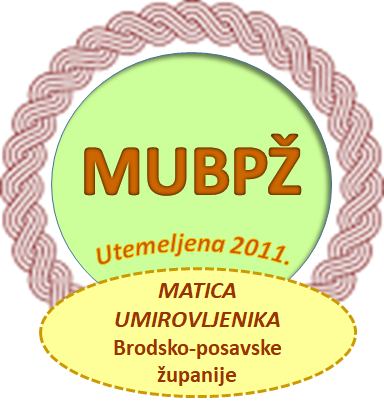 MUBPŽ
Utemeljena 2011.
MATICA
UMIROVLJENIKA
Brodsko-posavske
županije